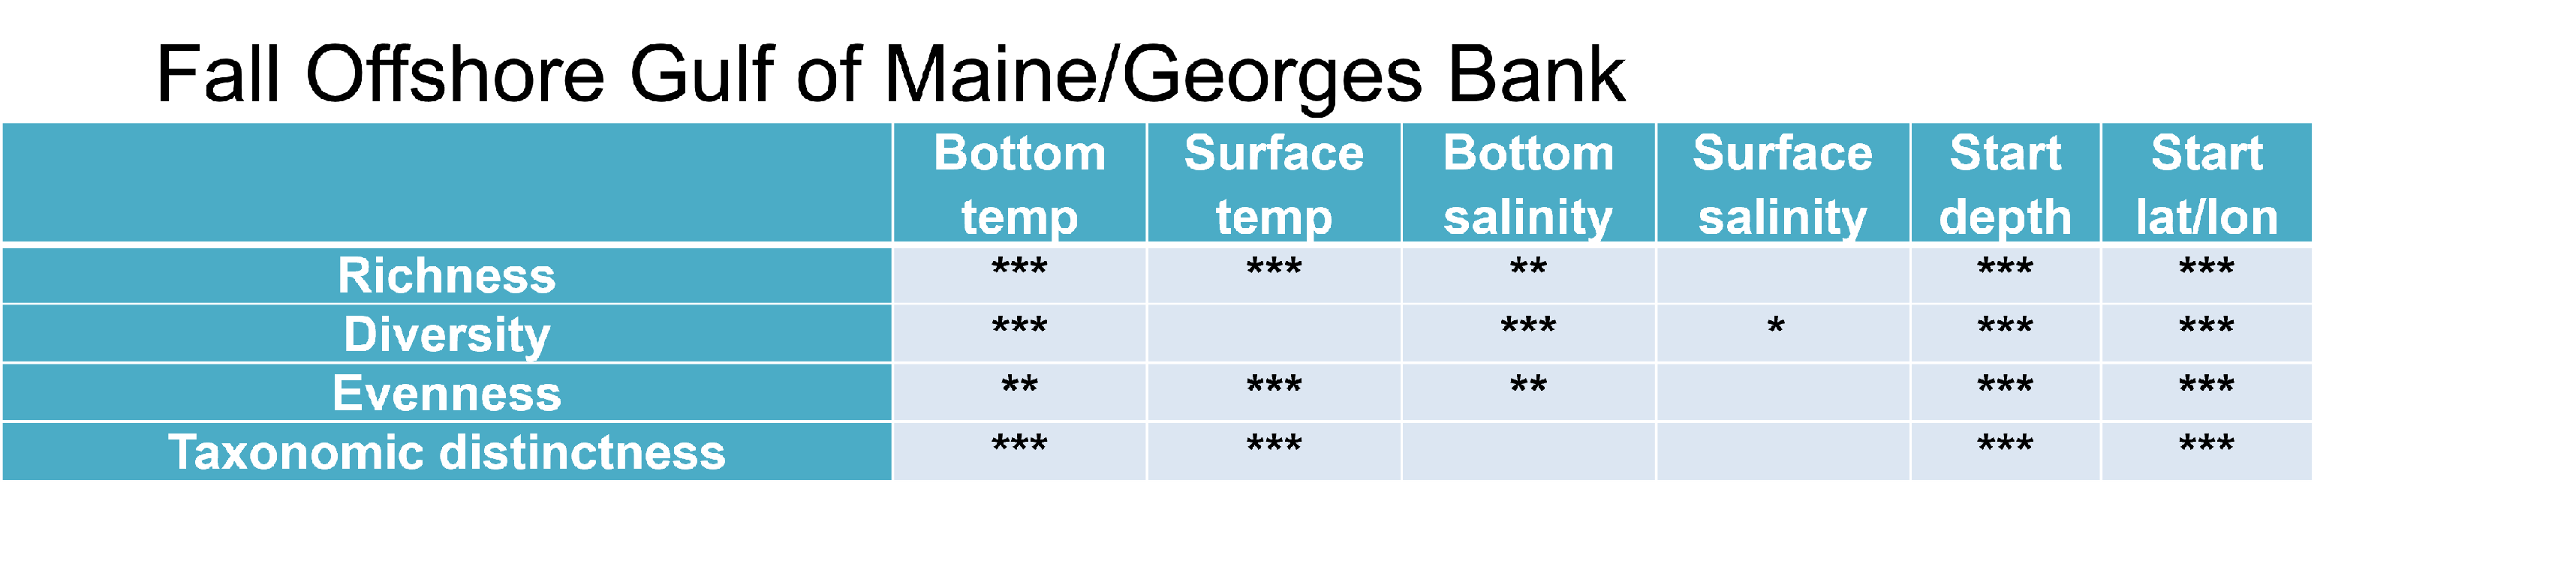 Fall Offshore Gulf of Maine/Georges Bank
Bottom temp Surface temp Bottom salinity Surface salinity Start depth Start lat/lon
Richness *** *** ** *** ***
Diversity *** *** * *** ***
Evenness ** *** ** *** ***
Taxonomic distinctness *** *** *** ***